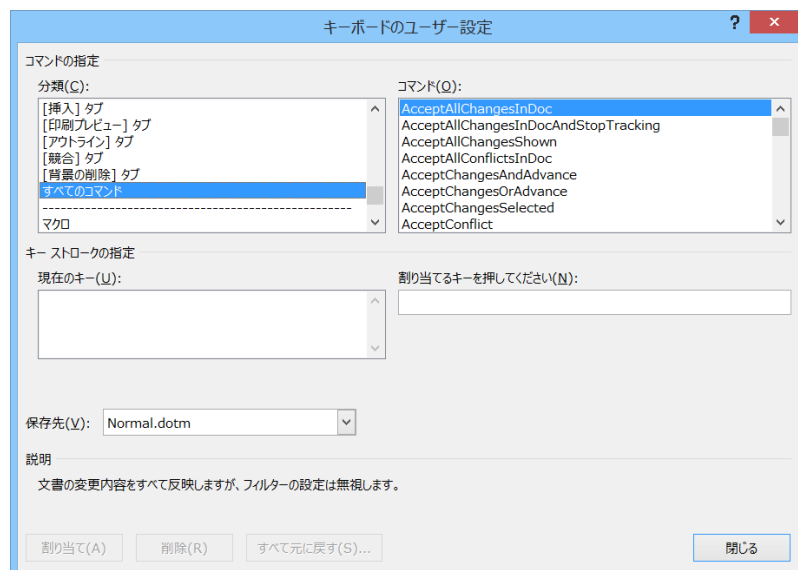 キーボードのユーザー設定
? ×
コマンドの指定
分類(C):
[挿入] タブ
[印刷プレビュー] タブ
[アウトライン] タブ
[競合] タブ
[背景の削除] タブ
すべてのコマンド
--------------------------------------------------
マクロ
コマンド(O):
AcceptAllChangesInDoc
AcceptAllChangesInDocAndStopTracking
AcceptAllChangesShown
AcceptAllConflictsInDoc
AcceptChangesAndAdvance
AcceptChangesOrAdvance
AcceptChangesSelected
AcceptConflict
キー ストロークの指定
現在のキー(U):
割り当てるキーを押してください(N):
保存先(V): Normal.dotm
説明
文書の変更内容をすべて反映しますが、フィルターの設定は無視します。
割り当て(A) 削除(R) すべて元に戻す(S)... 閉じる